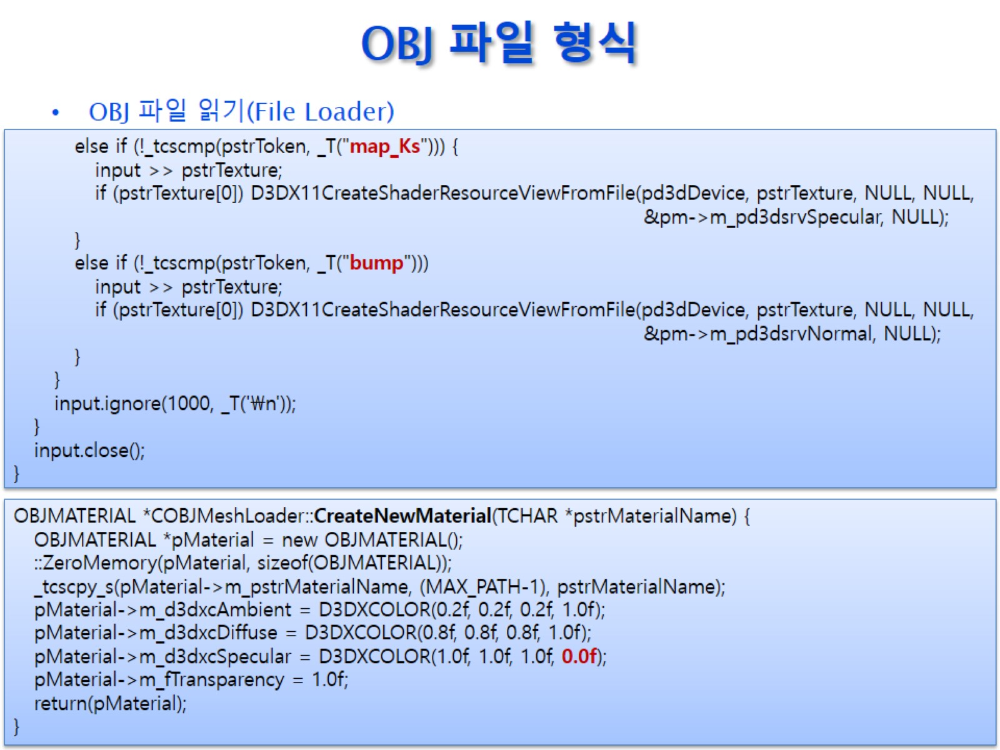 OBJ 파일 형식
• OBJ 파일 읽기(File Loader)
else if (!_tcscmp(pstrToken, _T("map_Ks"))) {
input >> pstrTexture;
if (pstrTexture[0]) D3DX11CreateShaderResourceViewFromFile(pd3dDevice, pstrTexture, NULL, NULL,
&pm->m_pd3dsrvSpecular, NULL);
}
else if (!_tcscmp(pstrToken, _T("bump")))
input >> pstrTexture;
if (pstrTexture[0]) D3DX11CreateShaderResourceViewFromFile(pd3dDevice, pstrTexture, NULL, NULL,
&pm->m_pd3dsrvNormal, NULL);
}
}
input.ignore(1000, _T('₩n'));
}
input.close();
}
OBJMATERIAL *COBJMeshLoader::CreateNewMaterial(TCHAR *pstrMaterialName) {
OBJMATERIAL *pMaterial = new OBJMATERIAL();
::ZeroMemory(pMaterial, sizeof(OBJMATERIAL));
_tcscpy_s(pMaterial->m_pstrMaterialName, (MAX_PATH-1), pstrMaterialName);
pMaterial->m_d3dxcAmbient = D3DXCOLOR(0.2f, 0.2f, 0.2f, 1.0f);
pMaterial->m_d3dxcDiffuse = D3DXCOLOR(0.8f, 0.8f, 0.8f, 1.0f);
pMaterial->m_d3dxcSpecular = D3DXCOLOR(1.0f, 1.0f, 1.0f, 0.0f);
pMaterial->m_fTransparency = 1.0f;
return(pMaterial);
}